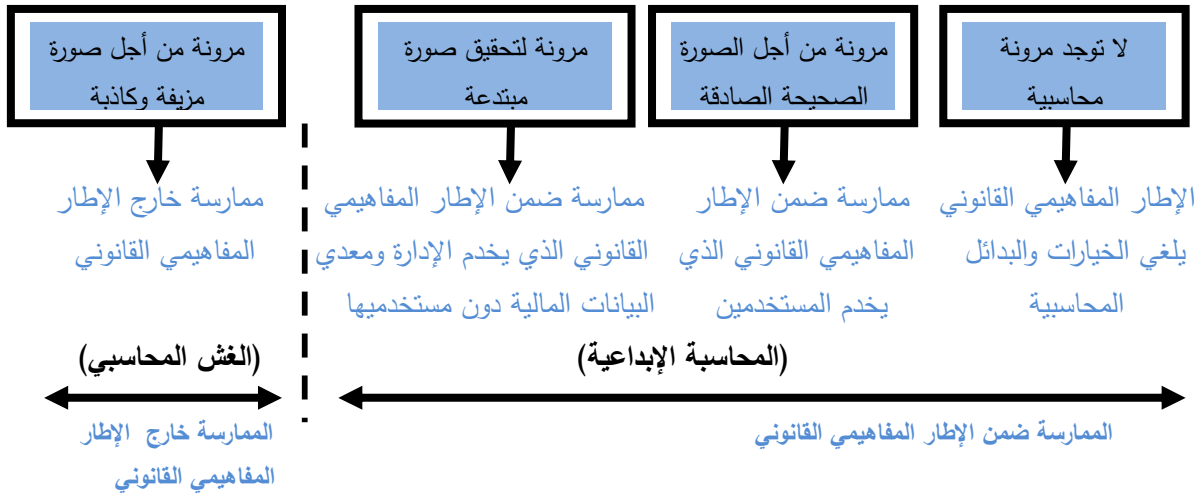 لا توجد مرونة
محاسبية
مرونة من أجل الصورة
الصحيحة الصادقة
مرونة لتحقيق صورة
مبتدعة
مرونة من أجل صورة
مزيفة وكاذبة
الإطار المفاهيمي القانوني
يلغي الخيارات والبدائل
المحاسبية
ممارسة ضمن الإطار
المفاهيمي القانوني الذي
يخدم المستخدمين
ممارسة ضمن الإطار المفاهيمي
القانوني الذي يخدم الإدارة ومعدي
البيانات المالية دون مستخدميها
ممارسة خارج الإطار
المفاهيمي القانوني
(المحاسبة الإبداعية)
(الغش المحاسبي)
الممارسة ضمن الإطار المفاهيمي القانوني
الممارسة خارج الإطار
المفاهيمي القانوني